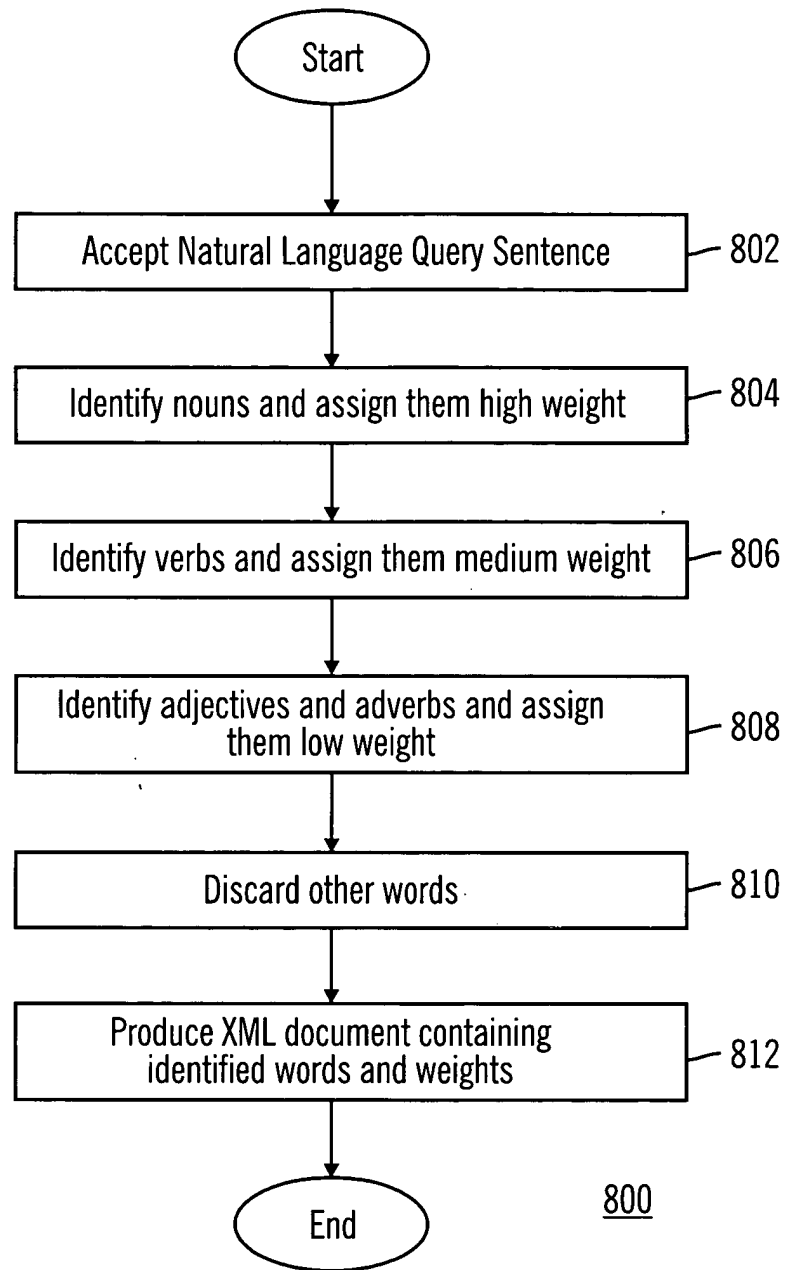 Start
Accept Natural Language Query Sentence
802
Identify nouns and assign them high weight
804
Identify verbs and assign them medium weight
806
Identify adjectives and adverbs and assign
them low weight
808
Discard other words
810
Produce XML document containing
identified words and weights
812
End
800